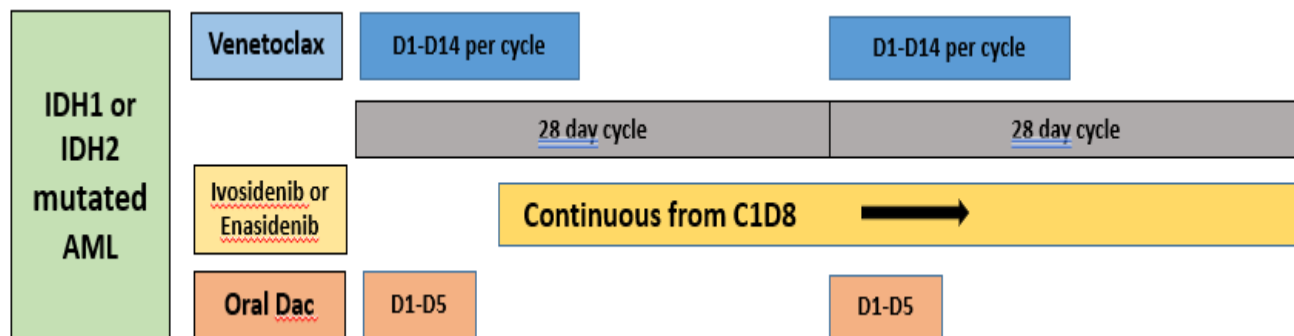 IDH1 or
IDH2
mutated
AML
Venetoclax
D1-D14 per cycle
D1-D14 per cycle
28 day cycle
28 day cycle
Ivosidenib or
Enasidenib
Continuous from C1D8
Oral Dac
D1-D5
D1-D5